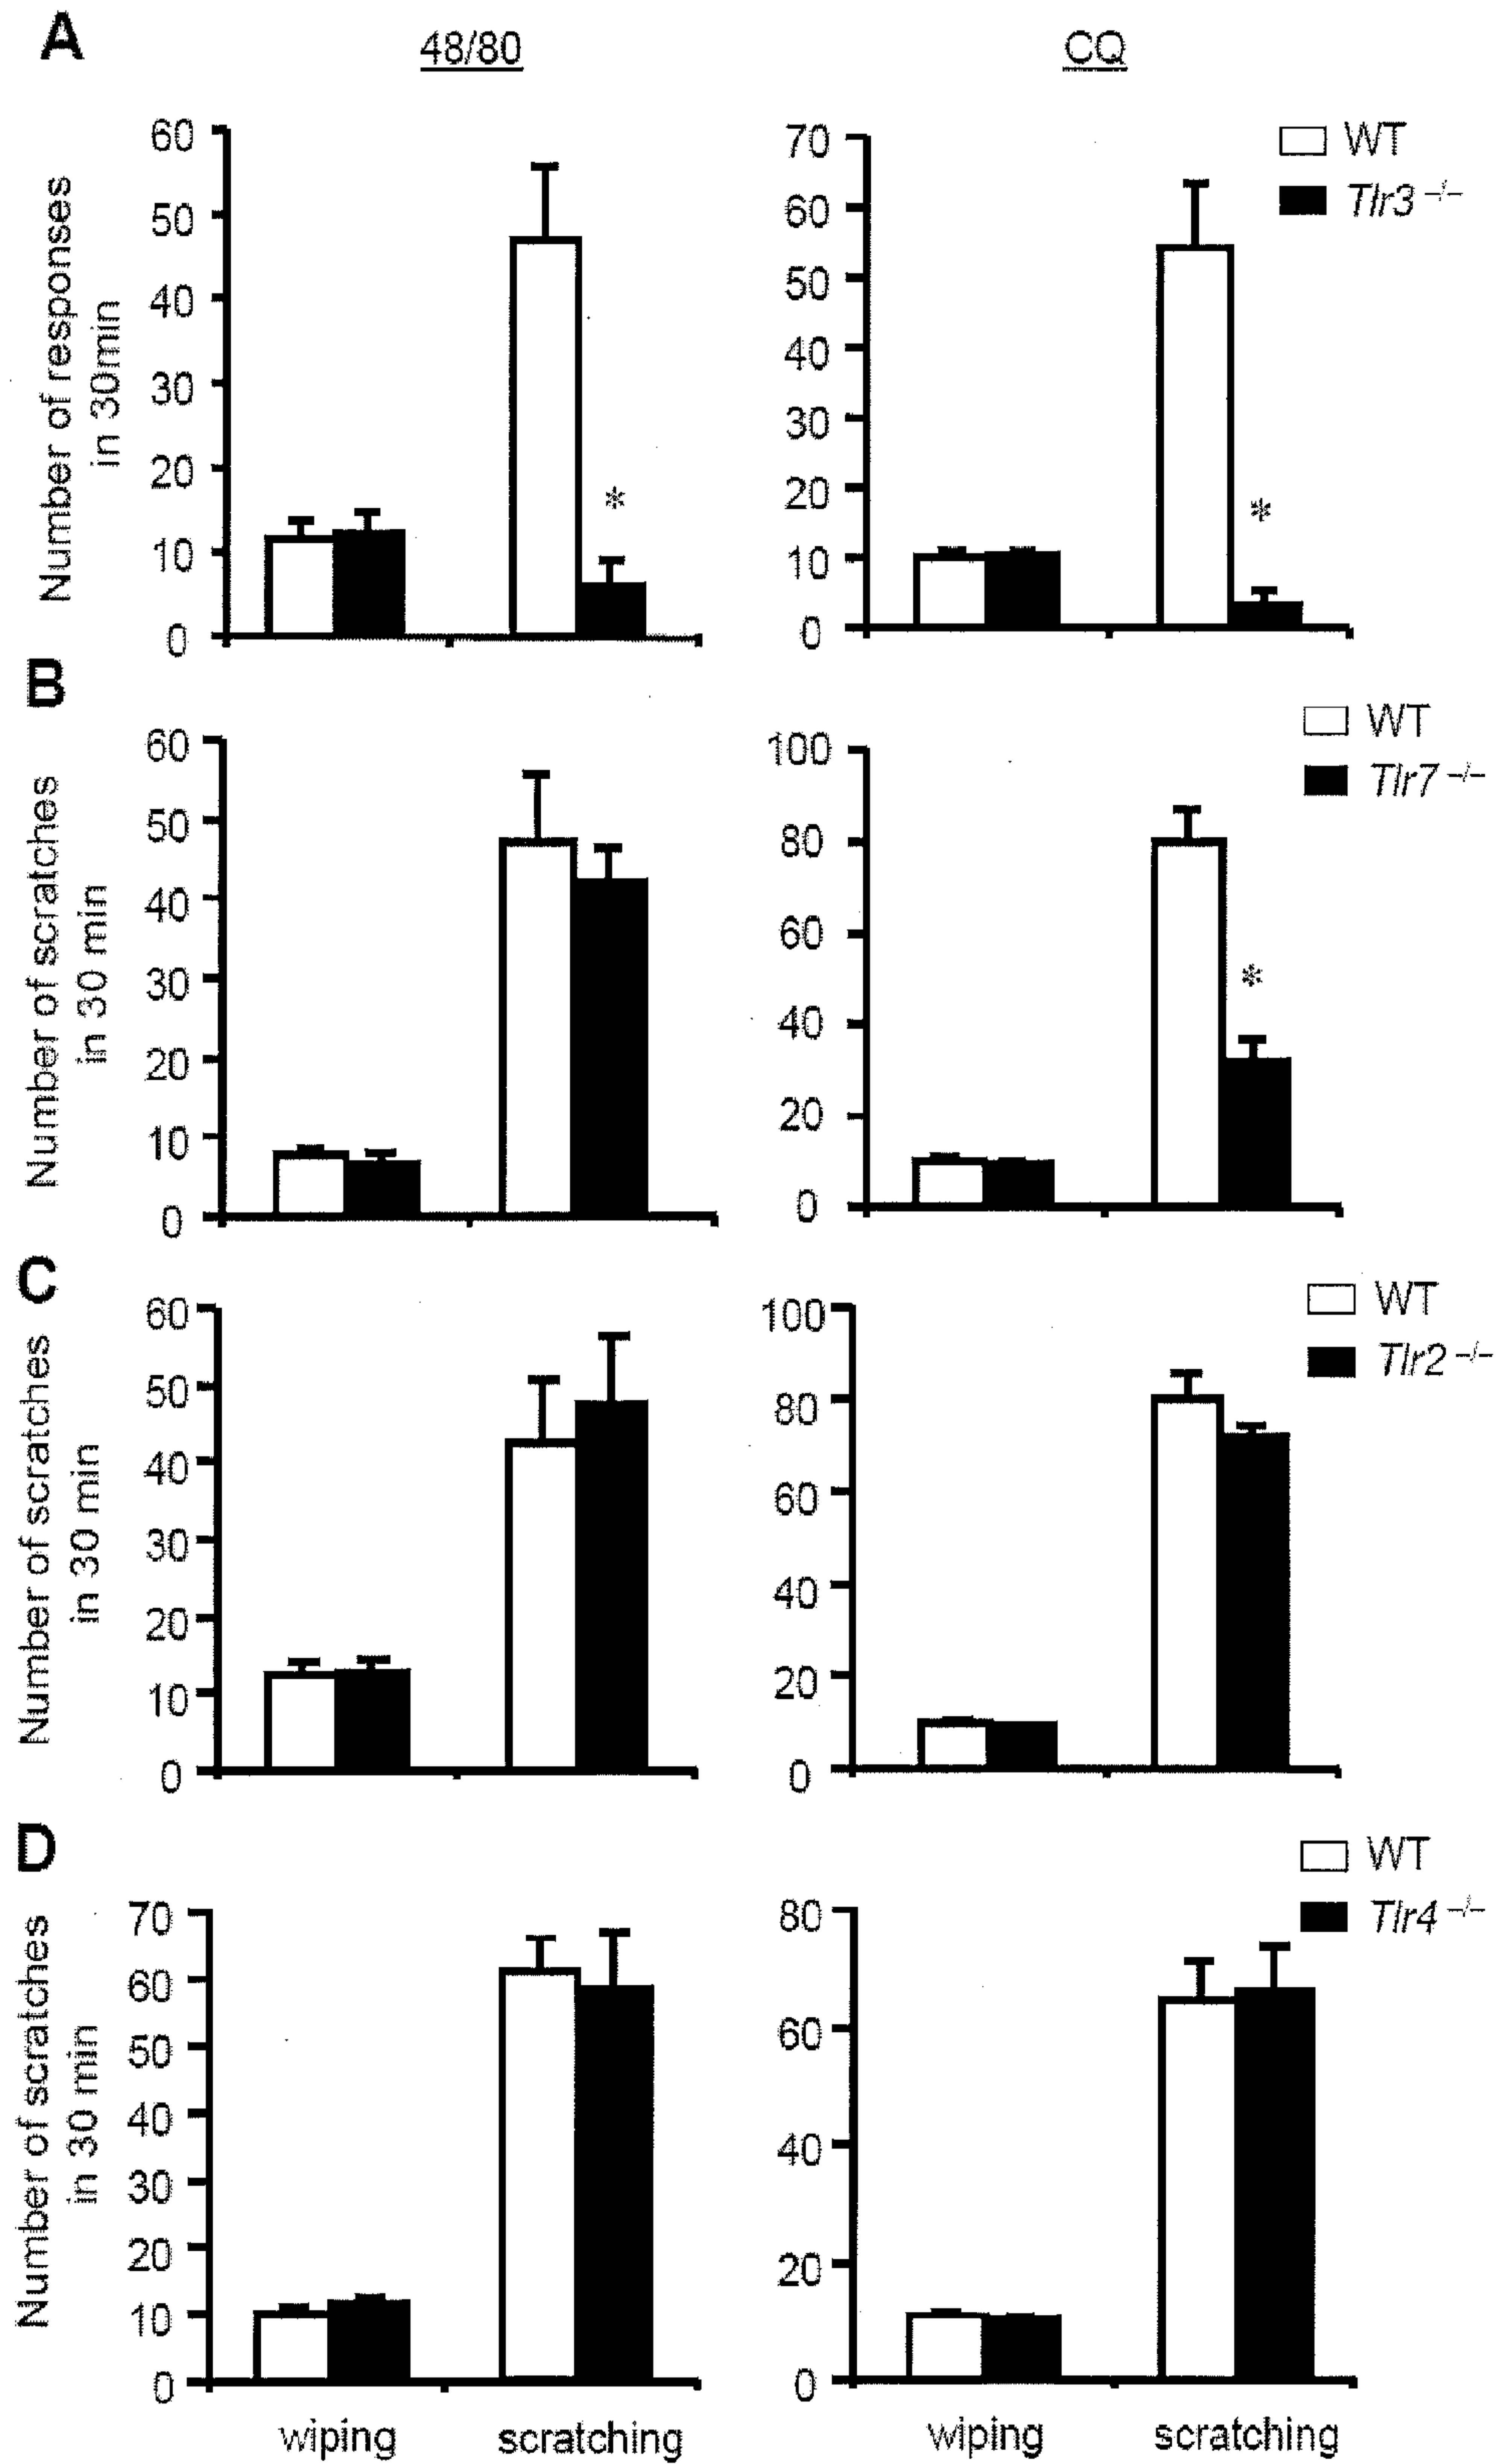 A
48/80
CQ
Number of responses
in 30min
60
50
40
30
20
10
0
*
70
60
50
40
30
20
10
0
*
WT
Tlr3 –/–
B
Number of scratches
in 30 min
60
50
40
30
20
10
0
100
80
60
40
20
0
*
WT
Tlr7 –/–
C
Number of scratches
in 30 min
60
50
40
30
20
10
0
100
80
60
40
20
0
WT
Tlr2 –/–
D
Number of scratches
in 30 min
70
60
50
40
30
20
10
0
80
60
40
20
0
WT
Tlr4 –/–
wiping scratching
wiping scratching